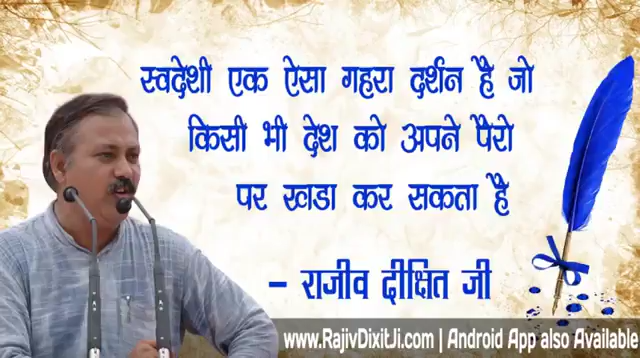 स्वदेशी एक ऐसा गहरा दर्शन है जो
किसी भी देश को अपने पैरो
पर खडा कर सकता है
- राजीव दीक्षित जी
www.RajivDixitJi.com | Android App also Available